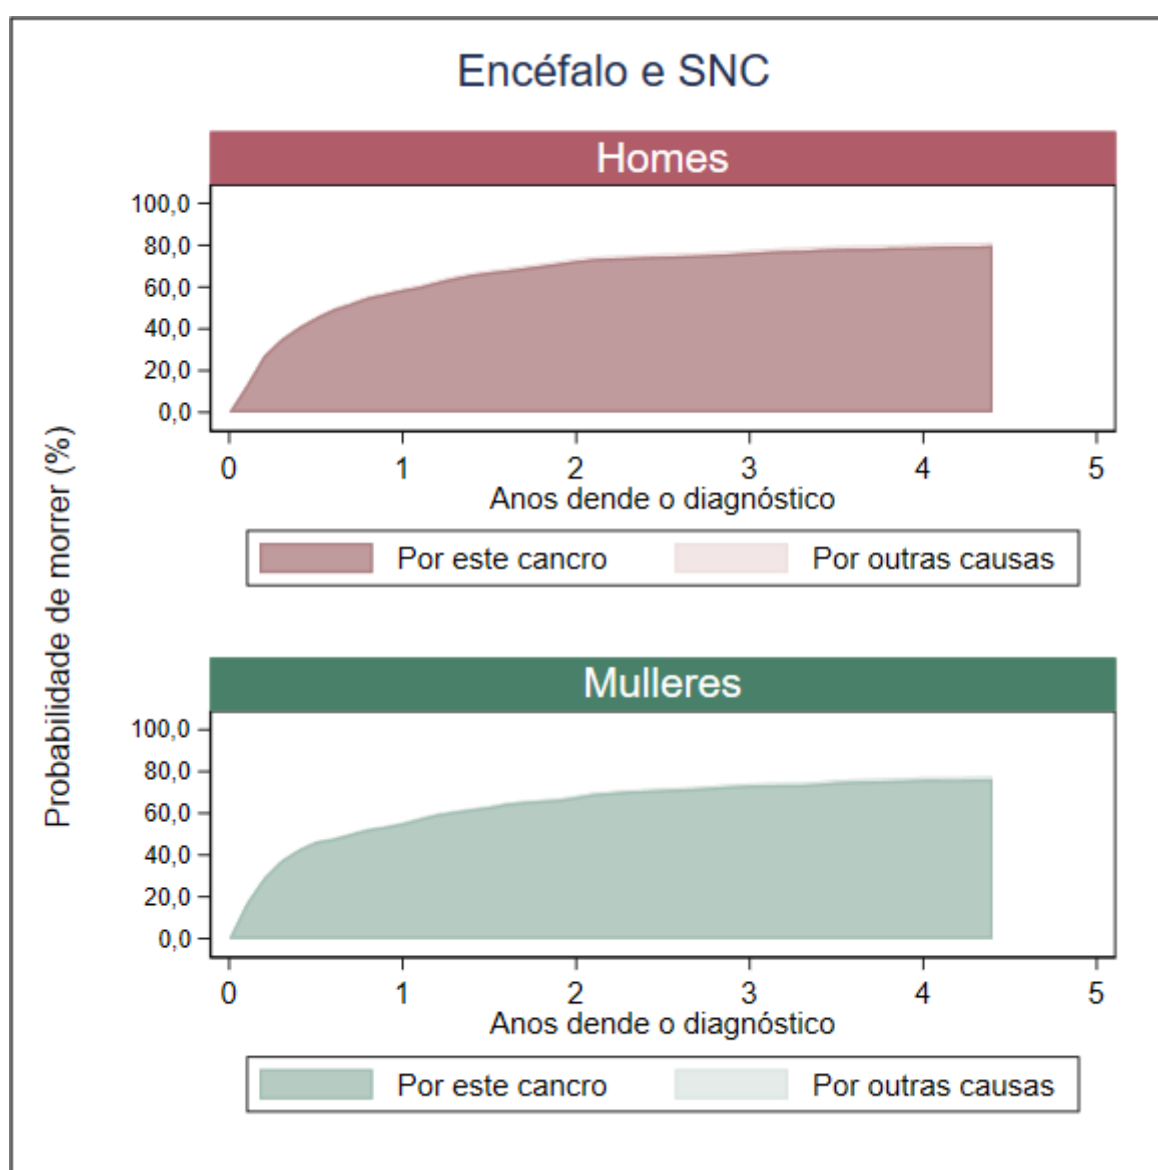 Encéfalo e SNC
Probabilidade de morrer (%)
Homes
100,0
80,0
60,0
40,0
20,0
0,0
0 1 2 3 4 5
Anos dende o diagnóstico
Por este cancro Por outras causas
Mulleres
100,0
80,0
60,0
40,0
20,0
0,0
0 1 2 3 4 5
Anos dende o diagnóstico
Por este cancro Por outras causas